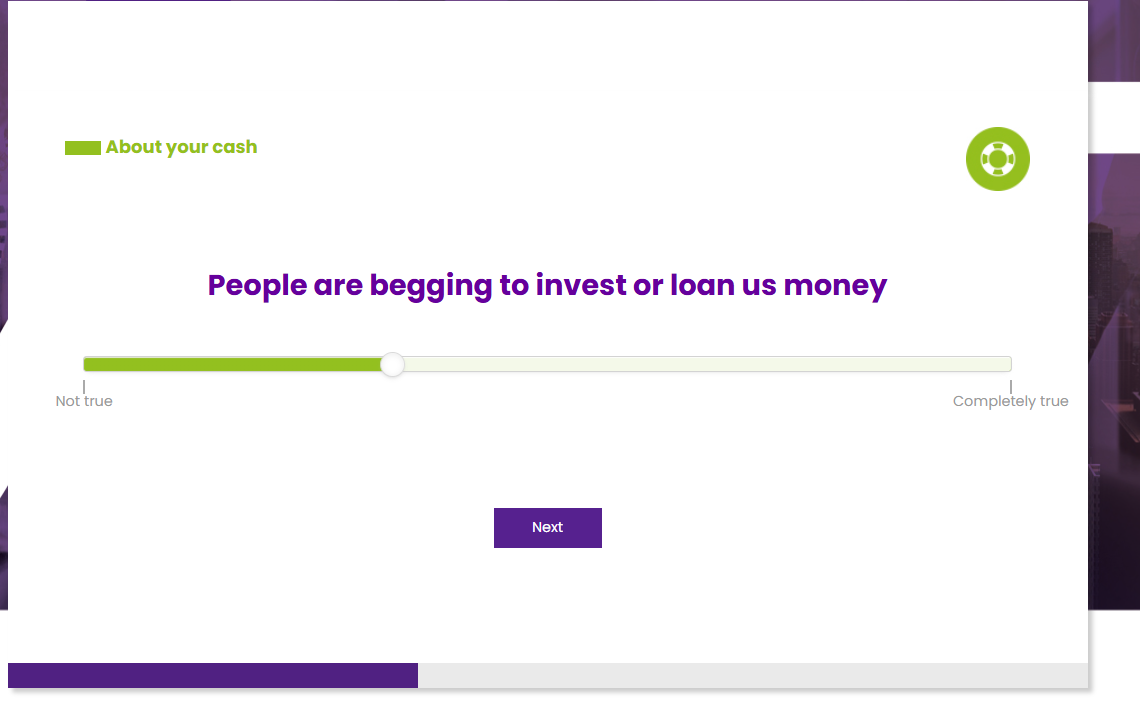 About your cash
People are begging to invest or loan us money
Not true
Completely true
Next